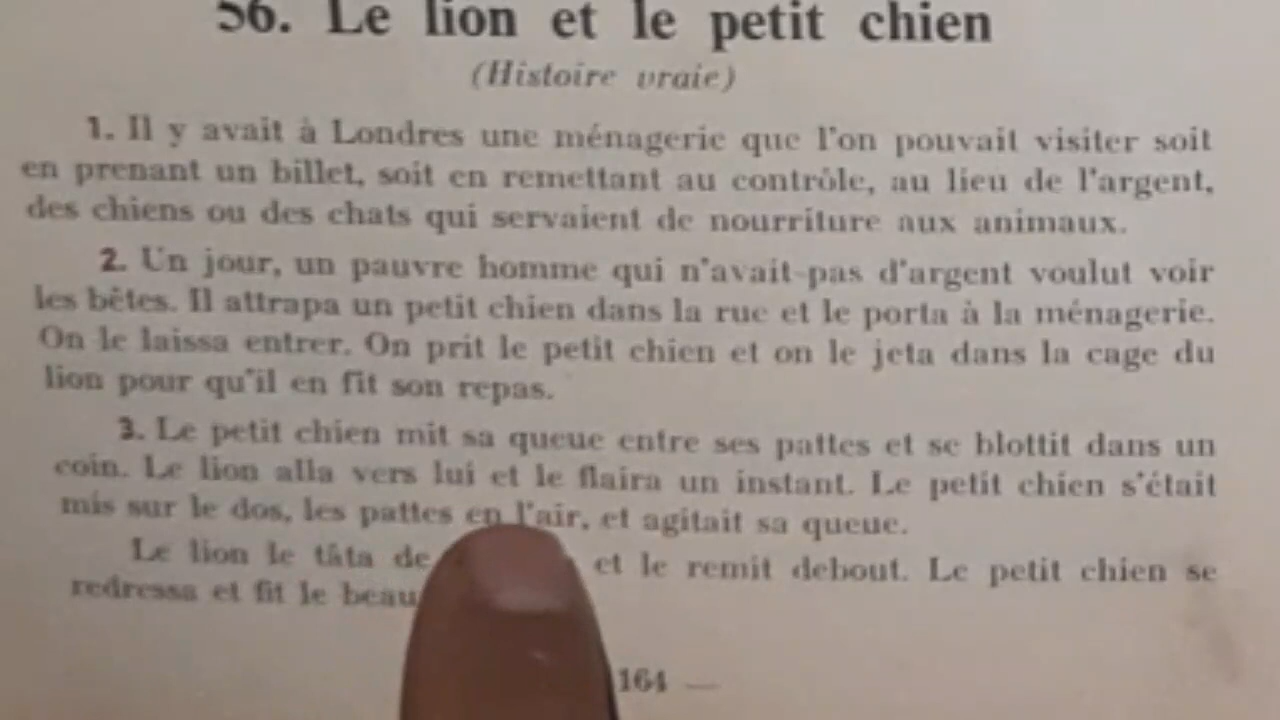 56. Le lion et le petit chien
(Histoire vraie)
1. Il y avait à Londres une ménagerie que l'on pouvait visiter soit
en prenant un billet, soit en remettant au contrôle, au lieu de l'argent,
des chiens ou des chats qui servaient de nourriture aux animaux.
2. Un jour, un pauvre homme qui n'avait pas d'argent voulut voir
les bêtes. Il attrapa un petit chien dans la rue et le porta à la ménagerie.
On le laissa entrer. On prit le petit chien et on le jeta dans la cage du
lion pour qu'il en fit son repas.
3. Le petit chien mit sa queue entre ses pattes et se blottit dans un
coin. Le lion alla vers lui et le flaira un instant. Le petit chien s'était
mis sur le dos, les pattes en l'air, et agitait sa queue.
Le lion le tâta de et le remit debout. Le petit chien se
redressa et fit le beau
164 —